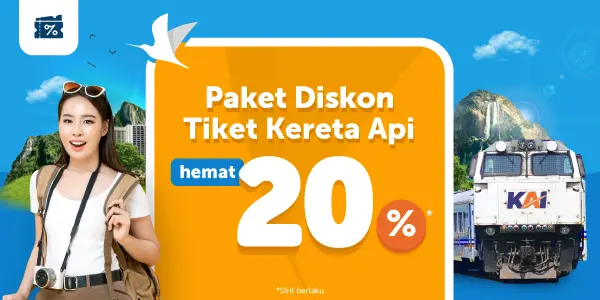 %
Paket Diskon
Tiket Kereta Api
hemat
20%*
KAI
*S&K berlaku